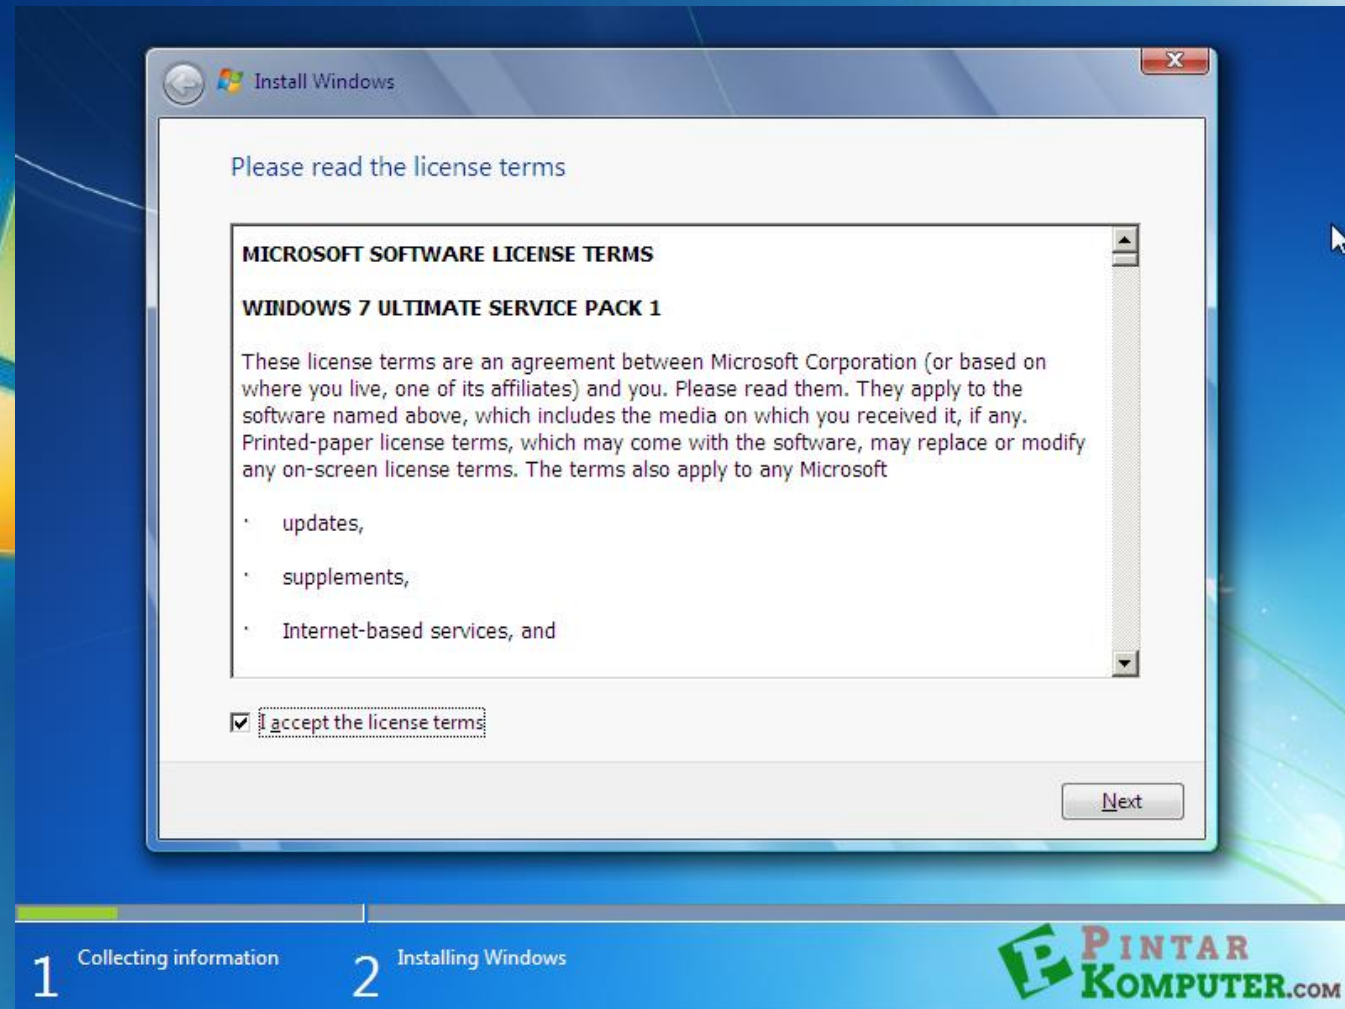 Install Windows
Please read the license terms
MICROSOFT SOFTWARE LICENSE TERMS
WINDOWS 7 ULTIMATE SERVICE PACK 1
These license terms are an agreement between Microsoft Corporation (or based on
where you live, one of its affiliates) and you. Please read them. They apply to the
software named above, which includes the media on which you received it, if any.
Printed-paper license terms, which may come with the software, may replace or modify
any on-screen license terms. The terms also apply to any Microsoft
· updates,
· supplements,
· Internet-based services, and
I accept the license terms
Next
1 Collecting information
2 Installing Windows
PINTAR
KOMPUTER.COM